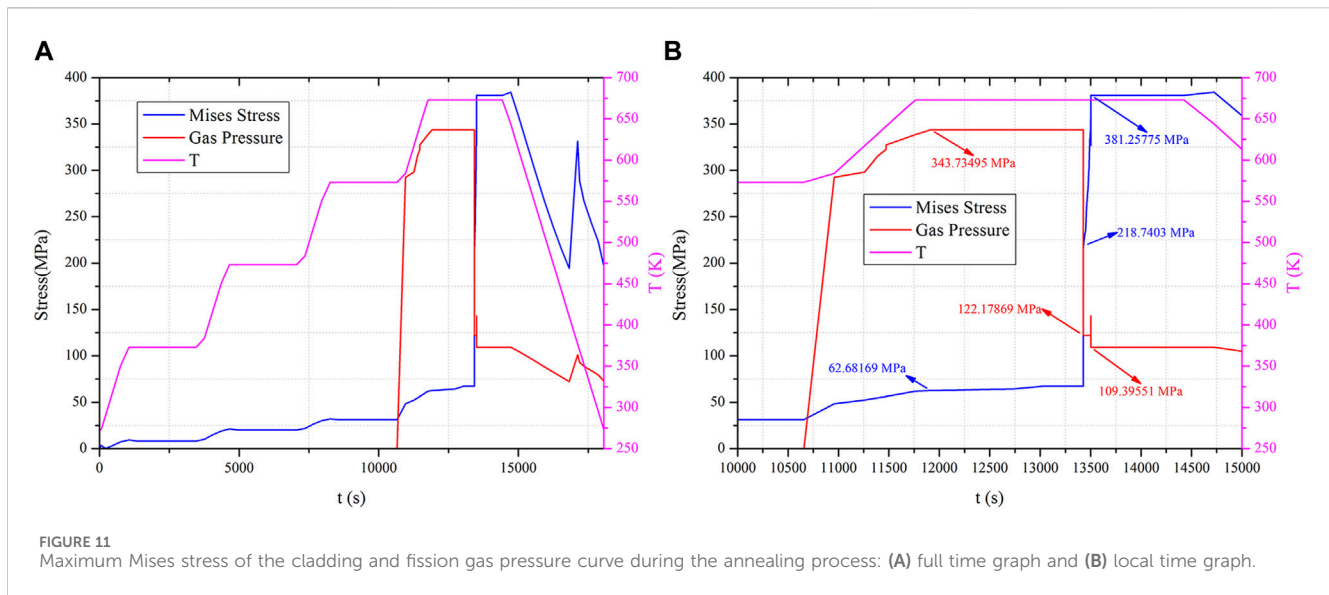 A
B
400
350
300
250
200
150
100
50
0
Stress(MPa)
Mises Stress
Gas Pressure
T
700
650
600
550
500
450
400
350
300
250
T (K)
0
5000
10000
15000
t (s)
400
350
300
250
200
150
100
50
0
Stress(MPa)
343.73495 MPa
381.25775 MPa
Mises Stress
Gas Pressure
T
218.7403 MPa
122.17869 MPa
62.68169 MPa
109.39551 MPa
700
650
600
550
500
450
400
350
300
250
T (K)
10000 10500 11000 11500 12000 12500 13000 13500 14000 14500 15000
t (s)
FIGURE 11
Maximum Mises stress of the cladding and fission gas pressure curve during the annealing process: (A) full time graph and (B) local time graph.